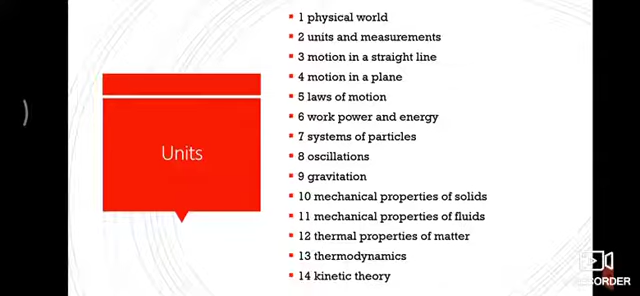 Units
1 physical world
2 units and measurements
3 motion in a straight line
4 motion in a plane
5 laws of motion
6 work power and energy
7 systems of particles
8 oscillations
9 gravitation
10 mechanical properties of solids
11 mechanical properties of fluids
12 thermal properties of matter
13 thermodynamics
14 kinetic theory